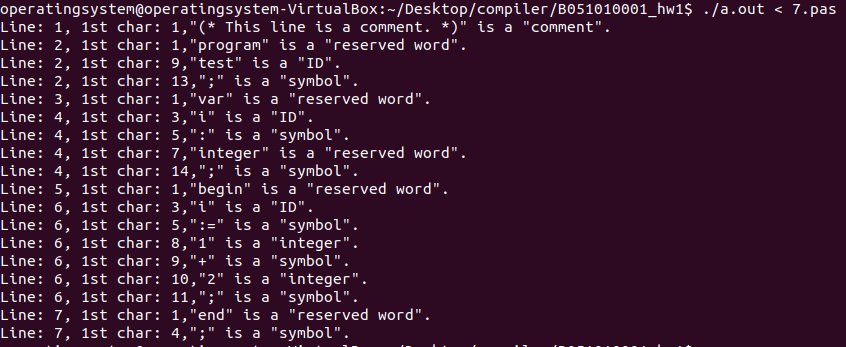 operatingsystem@operatingsystem-VirtualBox:~/Desktop/compiler/B051010001_hw1$ ./a.out < 7.pas
Line: 1, 1st char: 1,"(* This line is a comment. *)" is a "comment".
Line: 2, 1st char: 1,"program" is a "reserved word".
Line: 2, 1st char: 9,"test" is a "ID".
Line: 2, 1st char: 13,";" is a "symbol".
Line: 3, 1st char: 1,"var" is a "reserved word".
Line: 4, 1st char: 3,"i" is a "ID".
Line: 4, 1st char: 5,":" is a "symbol".
Line: 4, 1st char: 7,"integer" is a "reserved word".
Line: 4, 1st char: 14,";" is a "symbol".
Line: 5, 1st char: 1,"begin" is a "reserved word".
Line: 6, 1st char: 3,"i" is a "ID".
Line: 6, 1st char: 5,":=" is a "symbol".
Line: 6, 1st char: 8,"1" is a "integer".
Line: 6, 1st char: 9,"+" is a "symbol".
Line: 6, 1st char: 10,"2" is a "integer".
Line: 6, 1st char: 11,";" is a "symbol".
Line: 7, 1st char: 1,"end" is a "reserved word".
Line: 7, 1st char: 4,";" is a "symbol".